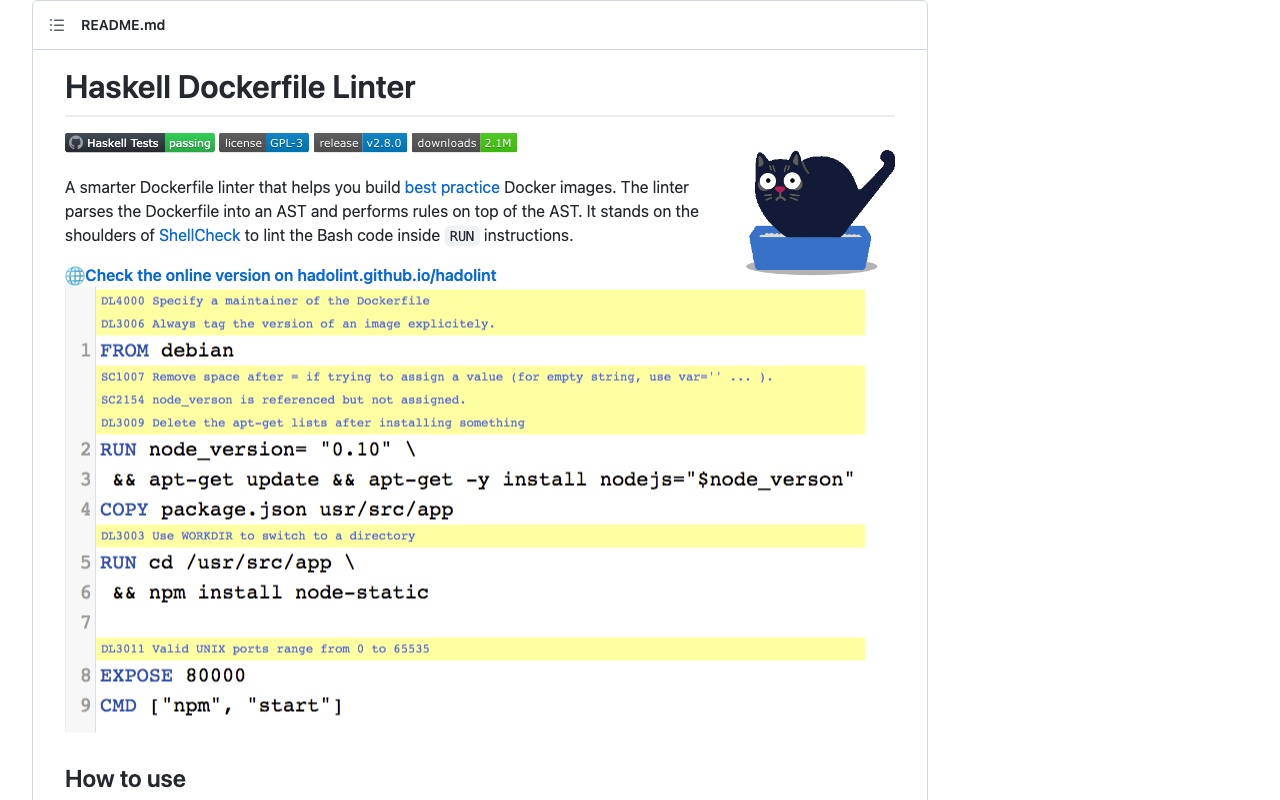 README.md
Haskell Dockerfile Linter
Haskell Tests passing license GPL-3 release v2.8.0 downloads 2.1M
A smarter Dockerfile linter that helps you build best practice Docker images. The linter
parses the Dockerfile into an AST and performs rules on top of the AST. It stands on the
shoulders of ShellCheck to lint the Bash code inside RUN instructions.
Check the online version on hadolint.github.io/hadolint
DL4000 Specify a maintainer of the Dockerfile
DL3006 Always tag the version of an image explicitely.
1 FROM debian
SC1007 Remove space after = if trying to assign a value (for empty string, use var='' ... ).
SC2154 node_verson is referenced but not assigned.
DL3009 Delete the apt-get lists after installing something
2 RUN node_version= "0.10" \
3 && apt-get update && apt-get -y install nodejs="$node_verson"
4 COPY package.json usr/src/app
DL3003 Use WORKDIR to switch to a directory
5 RUN cd /usr/src/app \
6 && npm install node-static
7
DL3011 Valid UNIX ports range from 0 to 65535
8 EXPOSE 80000
9 CMD ["npm", "start"]
How to use